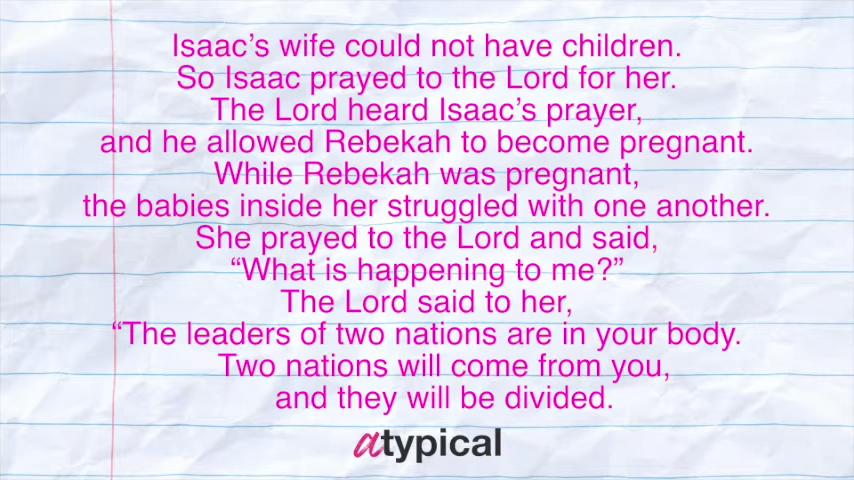 Isaac’s wife could not have children.
So Isaac prayed to the Lord for her.
The Lord heard Isaac’s prayer,
and he allowed Rebekah to become pregnant.
While Rebekah was pregnant,
the babies inside her struggled with one another.
She prayed to the Lord and said,
“What is happening to me?”
The Lord said to her,
“The leaders of two nations are in your body.
Two nations will come from you,
and they will be divided.
atypical